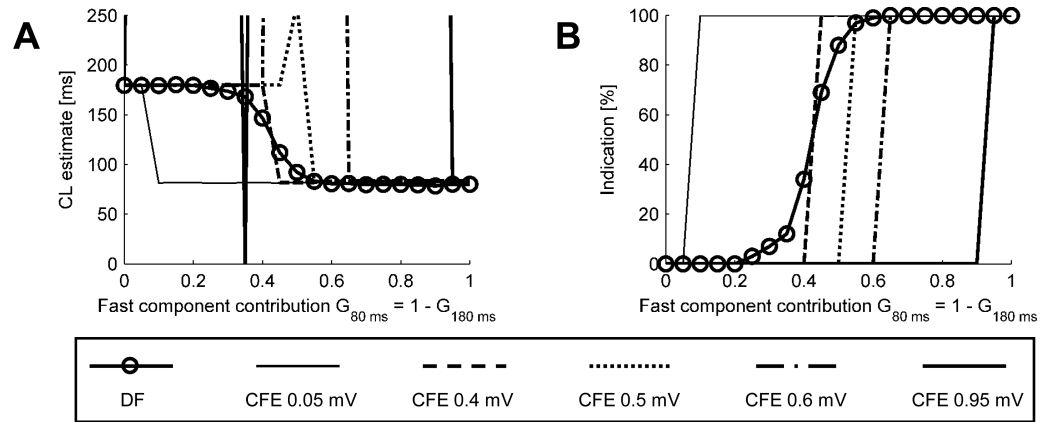 A
CL estimate [ms]
250
200
150
100
50
0
0 0.2 0.4 0.6 0.8 1
Fast component contribution G80 ms = 1 - G180 ms
B
Indication [%]
100
80
60
40
20
0
0 0.2 0.4 0.6 0.8 1
Fast component contribution G80 ms = 1 - G180 ms
DF CFE 0.05 mV CFE 0.4 mV CFE 0.5 mV CFE 0.6 mV CFE 0.95 mV